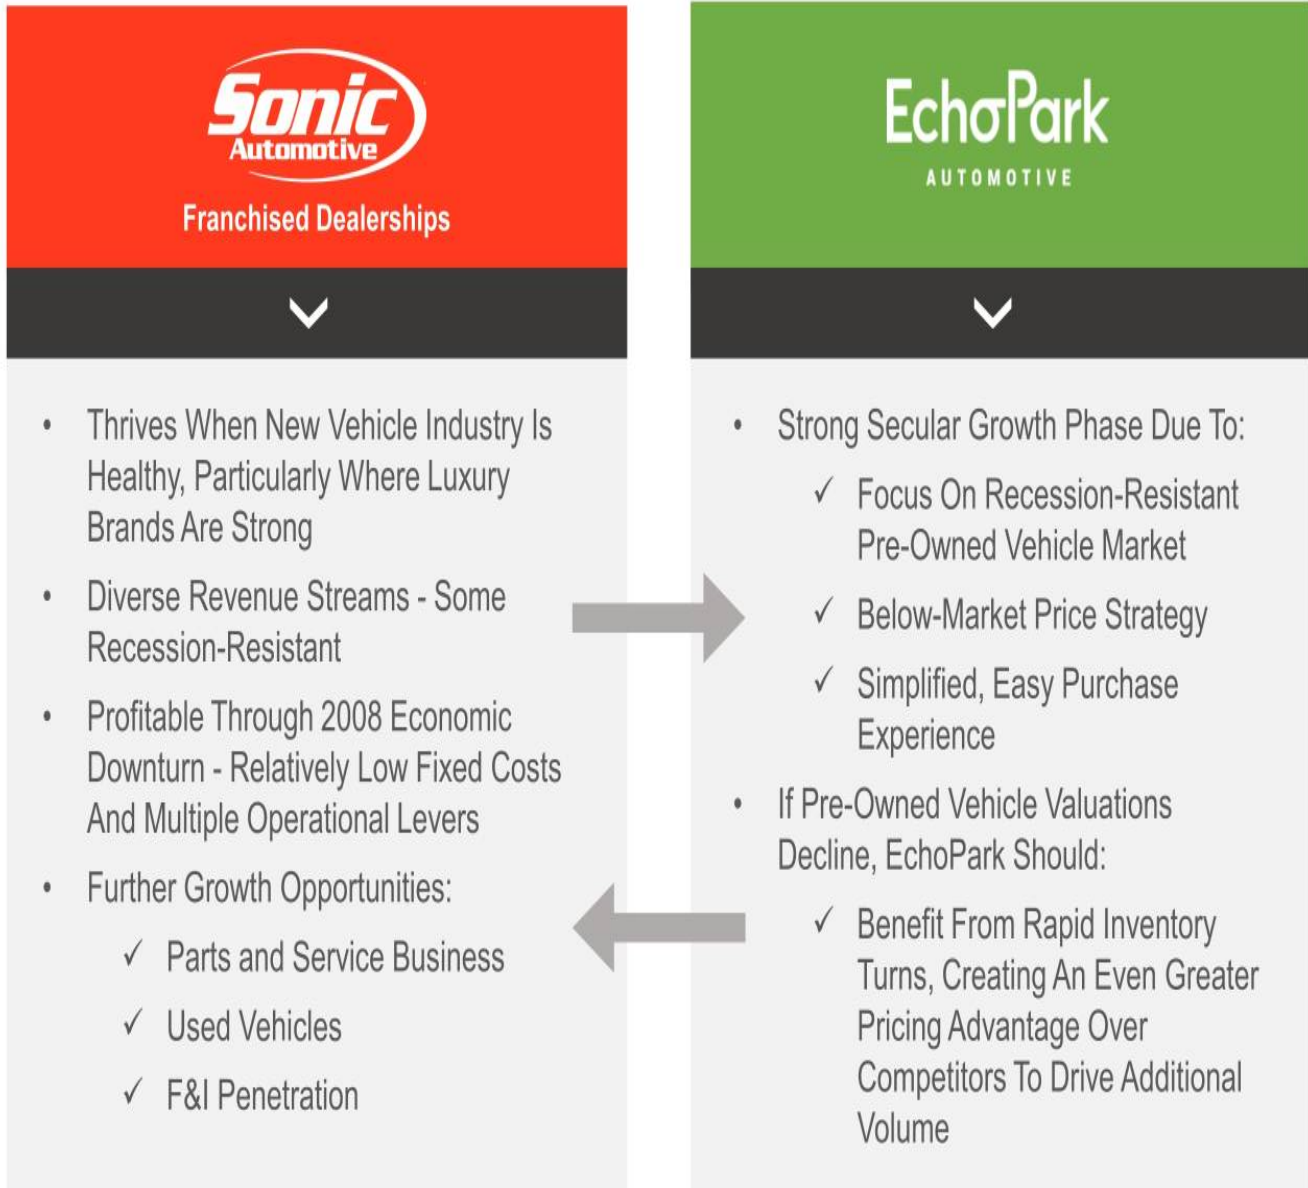 Sonic
Automotive
Franchised Dealerships
• Thrives When New Vehicle Industry Is
Healthy, Particularly Where Luxury
Brands Are Strong
• Diverse Revenue Streams - Some
Recession-Resistant
• Profitable Through 2008 Economic
Downturn - Relatively Low Fixed Costs
And Multiple Operational Levers
• Further Growth Opportunities:
✓ Parts and Service Business
✓ Used Vehicles
✓ F&I Penetration
EchoPark
AUTOMOTIVE
• Strong Secular Growth Phase Due To:
✓ Focus On Recession-Resistant
Pre-Owned Vehicle Market
✓ Below-Market Price Strategy
✓ Simplified, Easy Purchase
Experience
• If Pre-Owned Vehicle Valuations
Decline, EchoPark Should:
✓ Benefit From Rapid Inventory
Turns, Creating An Even Greater
Pricing Advantage Over
Competitors To Drive Additional
Volume